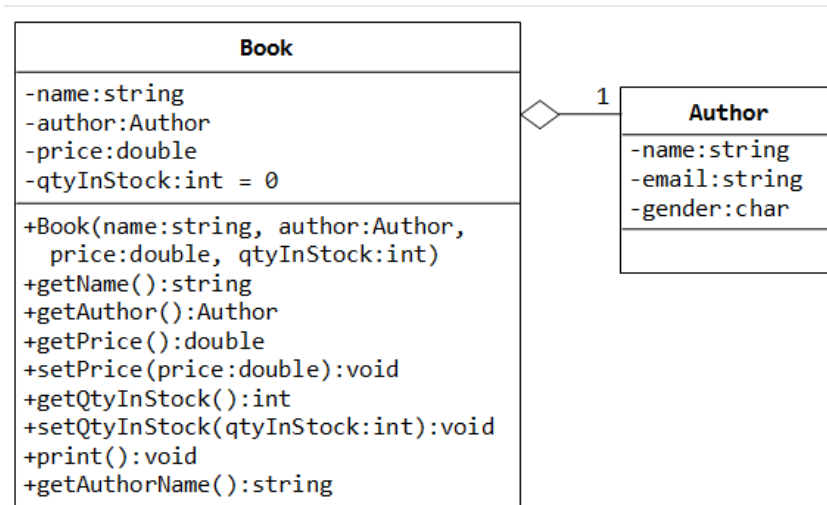 Book
-name:string
-author:Author
-price:double
-qtyInStock:int = 0
+Book(name:string, author:Author,
price:double, qtyInStock:int)
+getName():string
+getAuthor():Author
+getPrice():double
+setPrice(price:double):void
+getQtyInStock():int
+setQtyInStock(qtyInStock:int):void
+print():void
+getAuthorName():string
1
Author
-name:string
-email:string
-gender:char